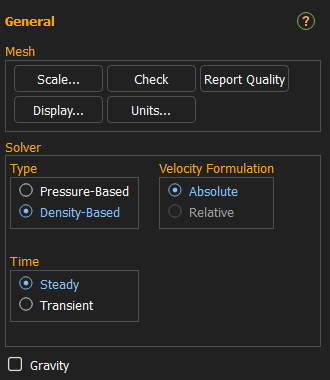 General
?
Mesh
Scale... Check Report Quality
Display... Units...
Solver
Type Velocity Formulation
Pressure-Based Absolute
Density-Based Relative
Time
Steady
Transient
Gravity